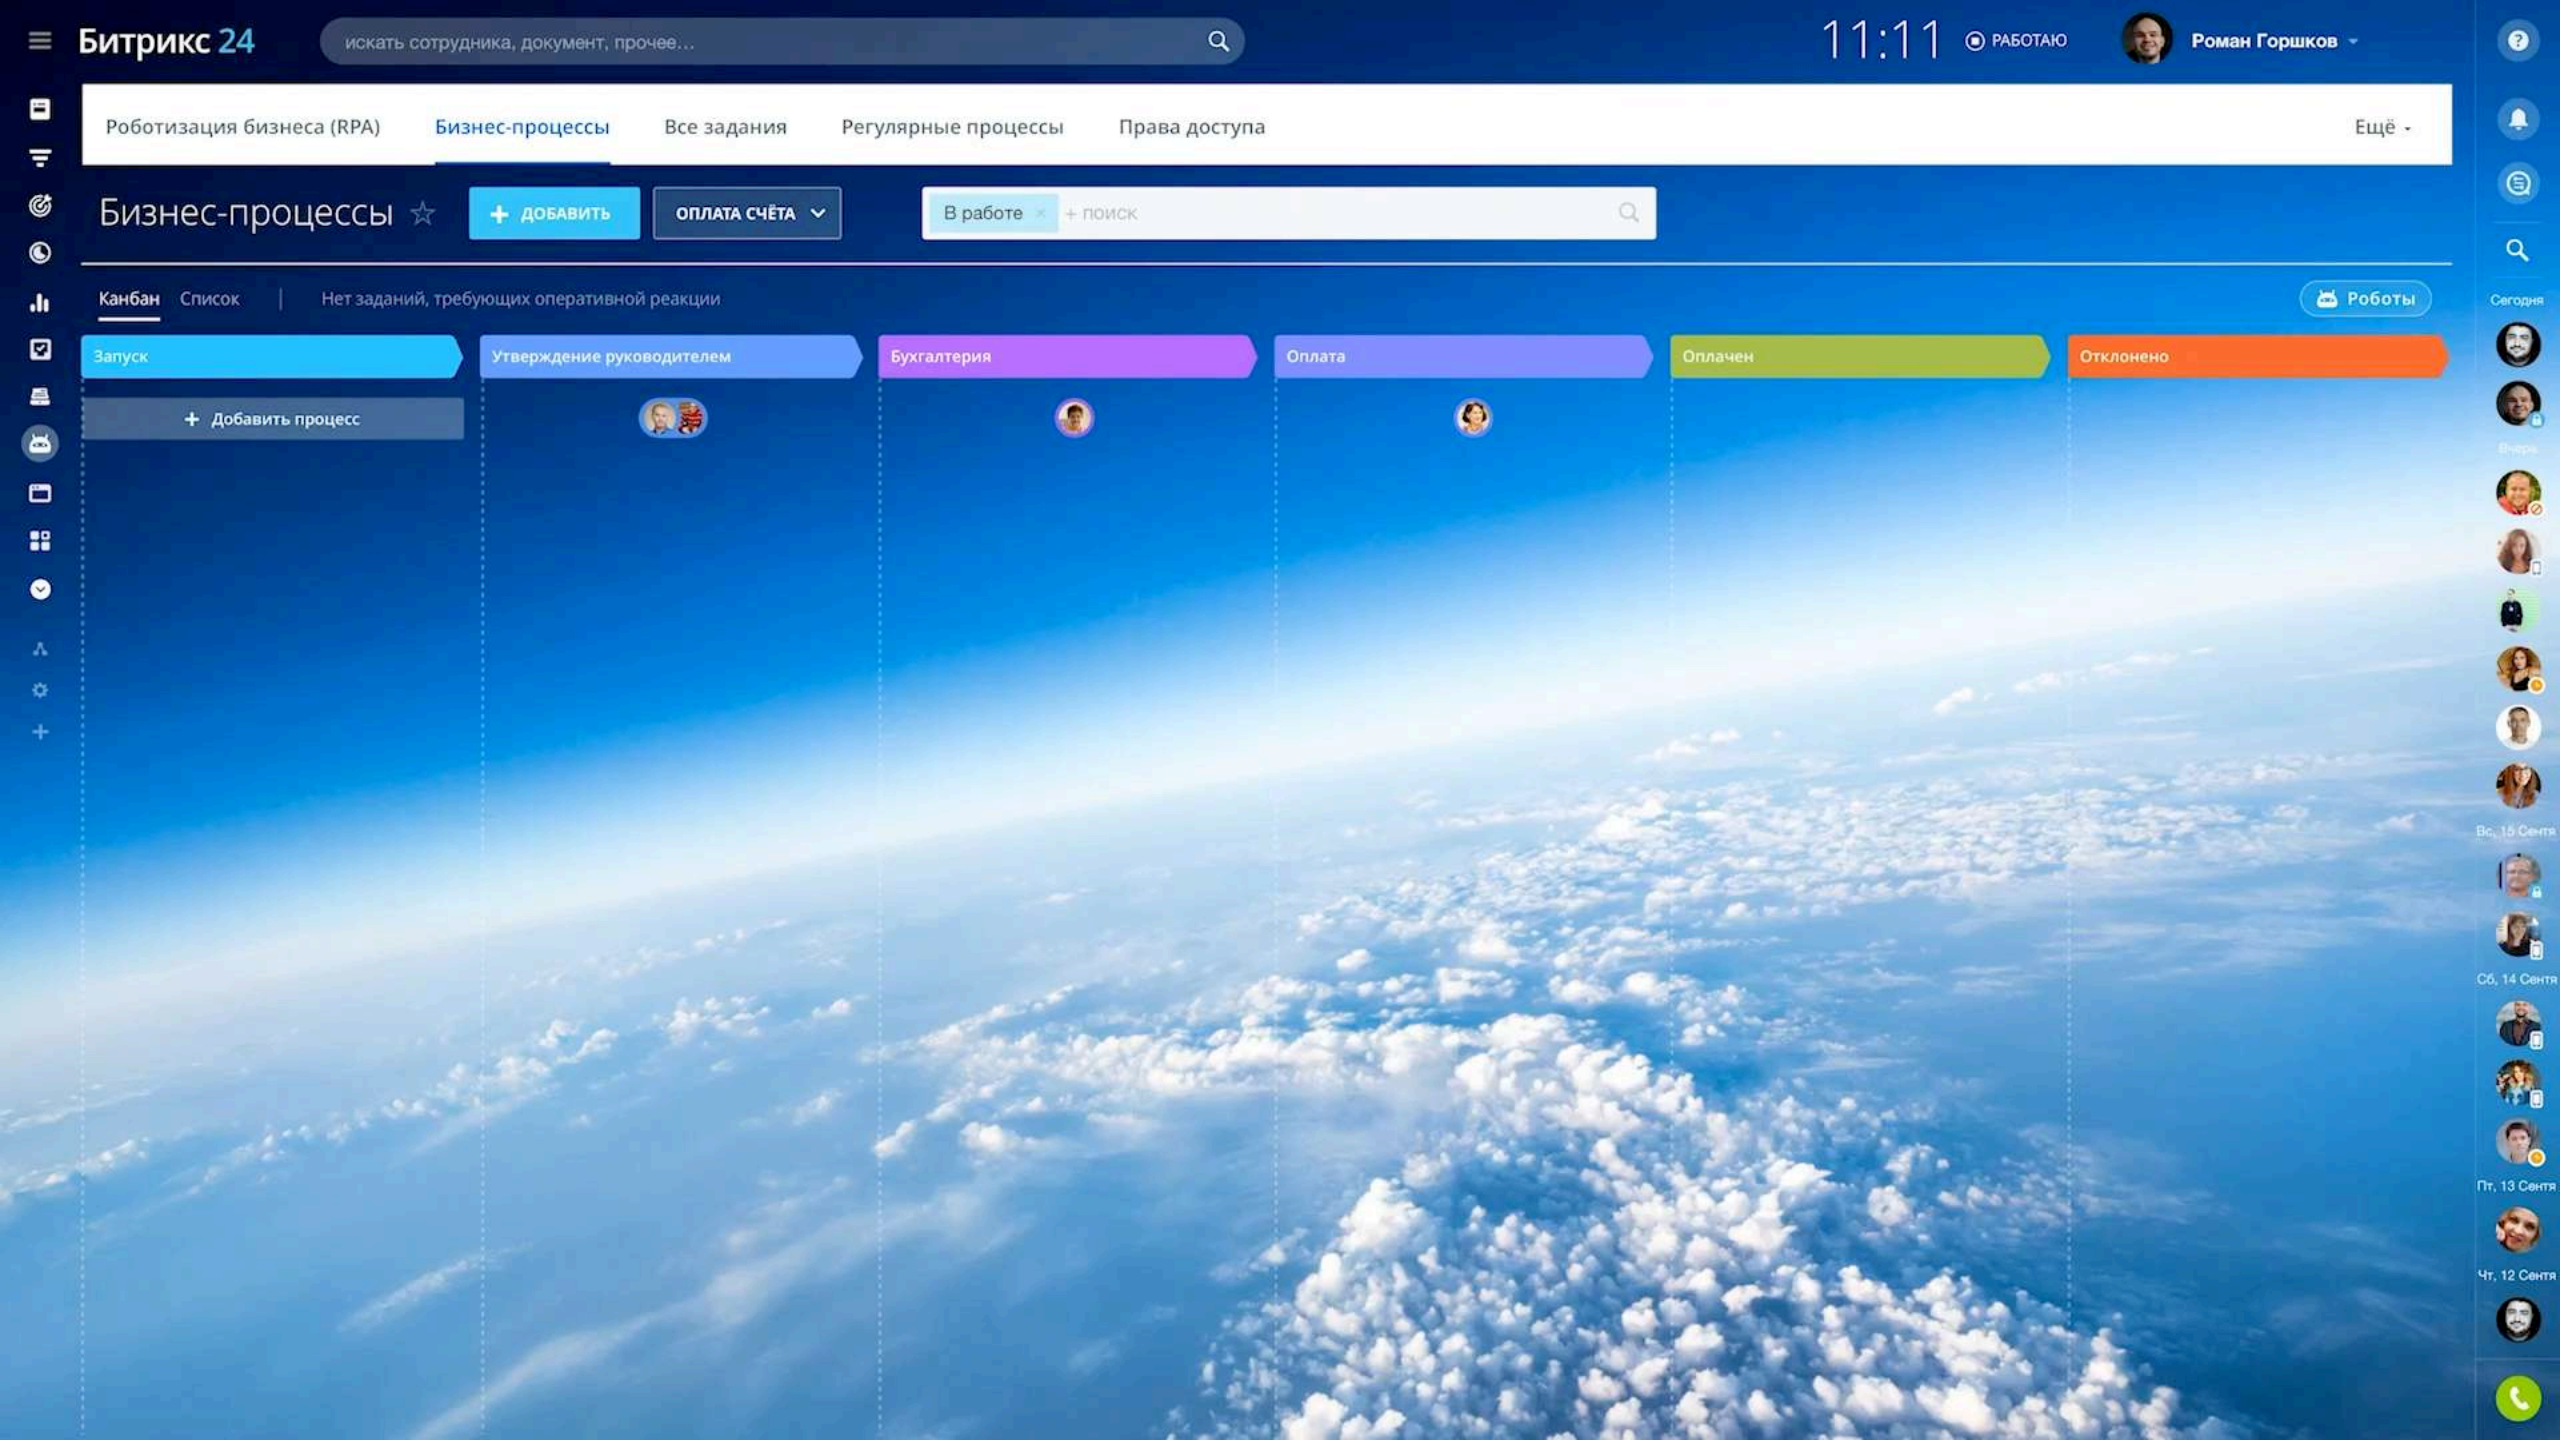 Битрикс 24
искать сотрудника, документ, прочее...
11:11
РАБОТАЮ
Роман Горшков
Роботизация бизнеса (RPA)
Бизнес-процессы
Все задания
Регулярные процессы
Права доступа
Ещё
Бизнес-процессы
+ ДОБАВИТЬ
ОПЛАТА СЧЁТА
В работе ×
+ поиск
Канбан
Список
Нет заданий, требующих оперативной реакции
Роботы
Запуск
Утверждение руководителем
Бухгалтерия
Оплата
Оплачен
Отклонено
+ Добавить процесс
Сегодня
Вчера
Вс, 15 Сентя
Сб, 14 Сентя
Пт, 13 Сентя
Чт, 12 Сентя